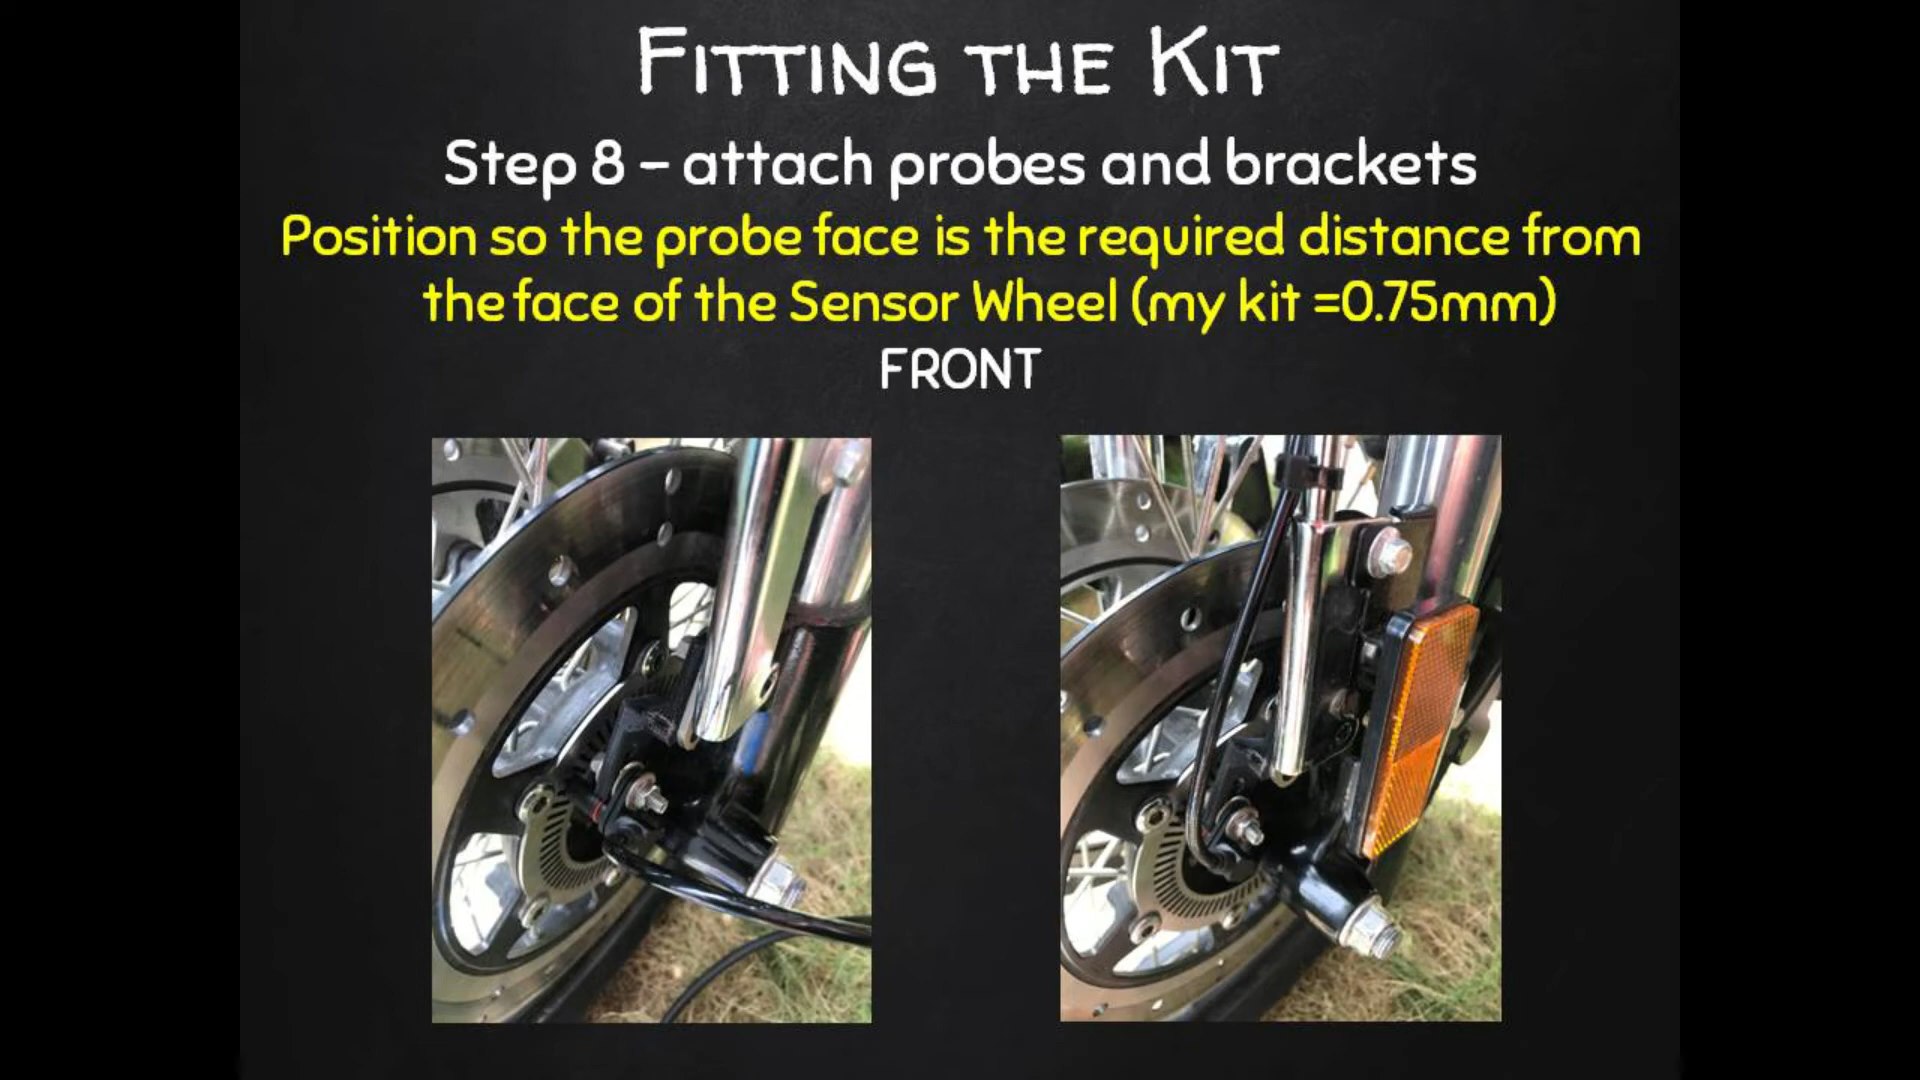 Fitting the Kit
Step 8 – attach probes and brackets
Position so the probe face is the required distance from
the face of the Sensor Wheel (my kit =0.75mm)
FRONT